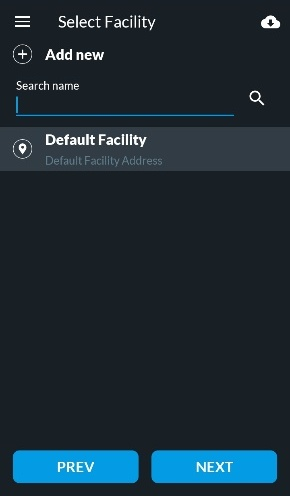 Select Facility
Add new
Search name
Default Facility
Default Facility Address
PREV
NEXT